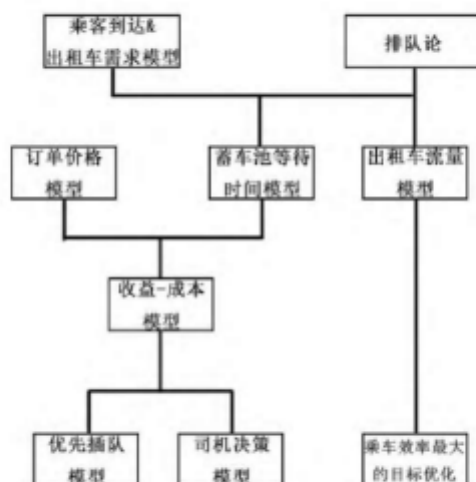 乘客到达&
出租车需求模型
排队论
订单价格
模型
蓄车池等待
时间模型
出租车流量
模型
收益-成本
模型
优先插队
模型
司机决策
模型
乘车效率最大
的目标优化